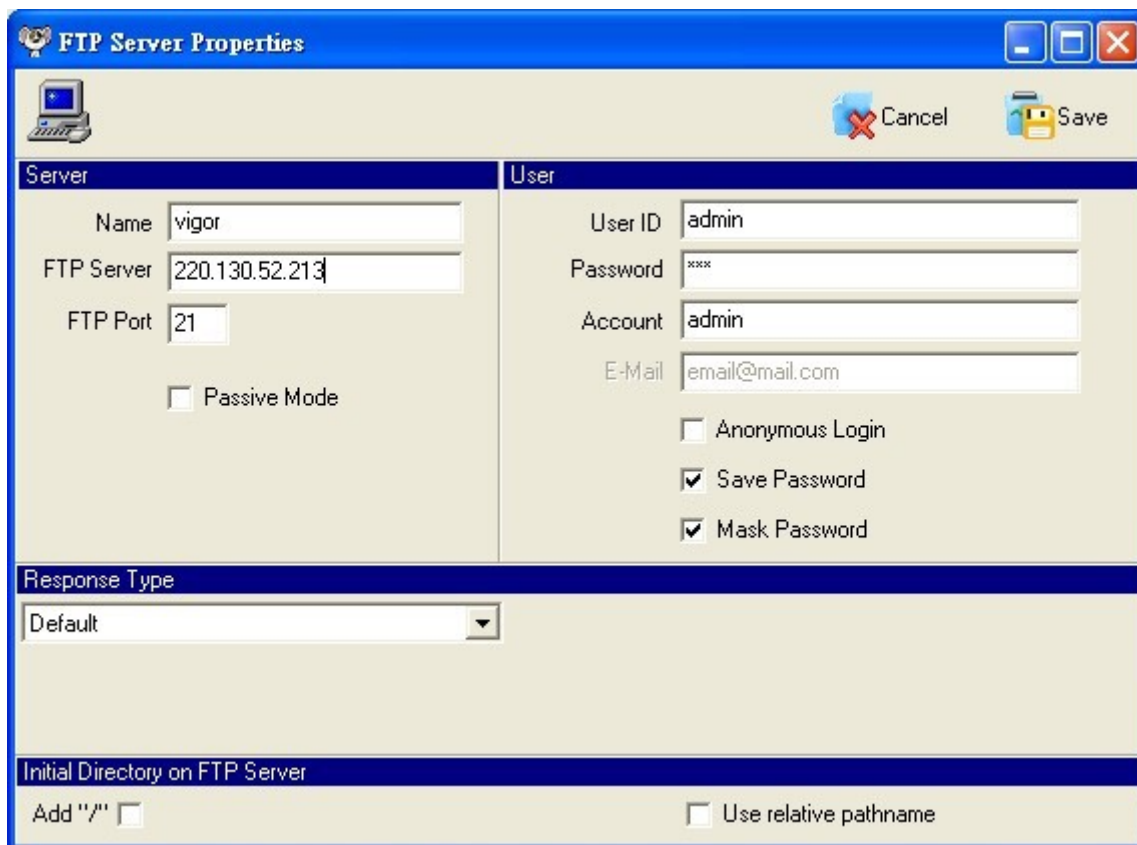 FTP Server Properties
Cancel
Save
Server
Name vigor
FTP Server 220.130.52.213
FTP Port 21
Passive Mode
User
User ID admin
Password ***
Account admin
E-Mail email@mail.com
Anonymous Login
Save Password
Mask Password
Response Type
Default
Initial Directory on FTP Server
Add "/"
Use relative pathname